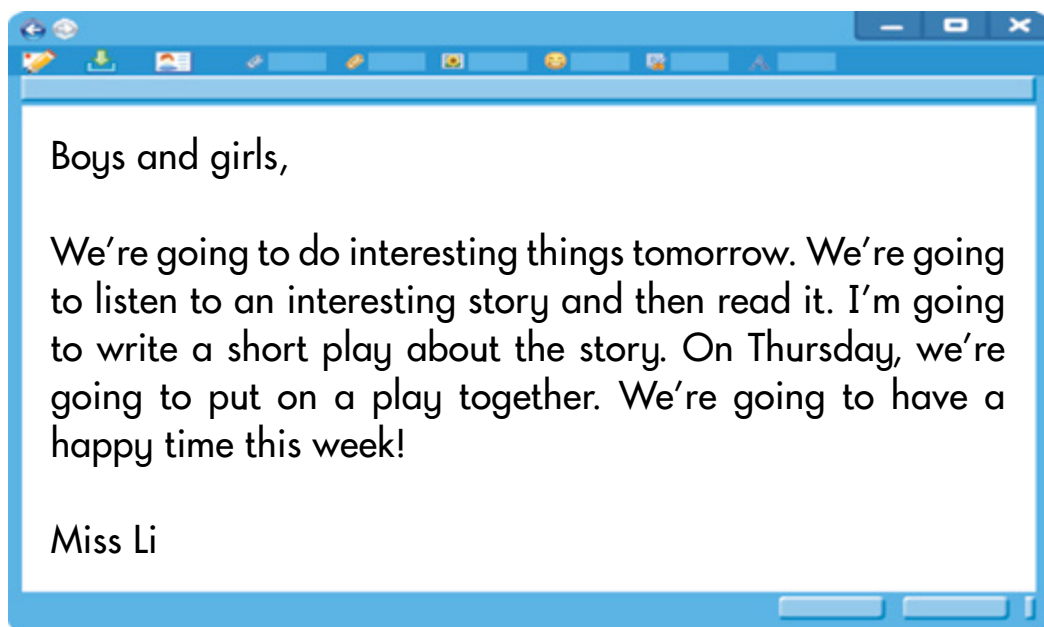 Boys and girls,
We’re going to do interesting things tomorrow. We’re going
to listen to an interesting story and then read it. I’m going
to write a short play about the story. On Thursday, we’re
going to put on a play together. We’re going to have a
happy time this week!
Miss Li